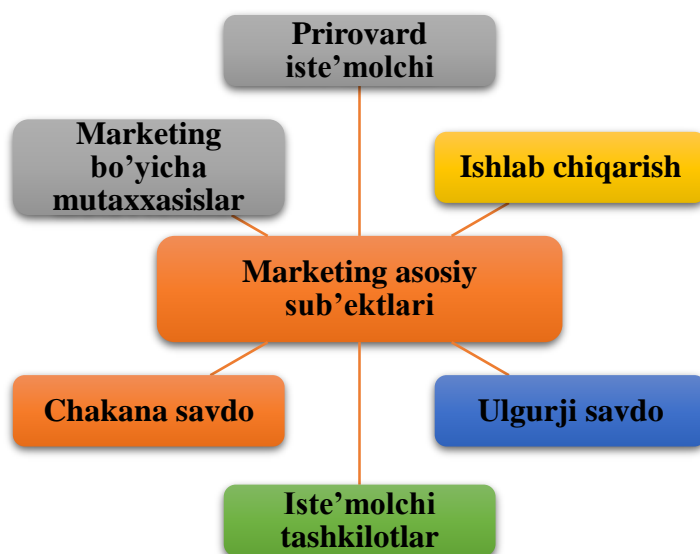 Prirovard
iste’molchi
Marketing
bo’yicha
mutaxxasislar
Ishlab chiqarish
Marketing asosiy
sub’ektlari
Chakana savdo
Ulgurji savdo
Iste’molchi
tashkilotlar